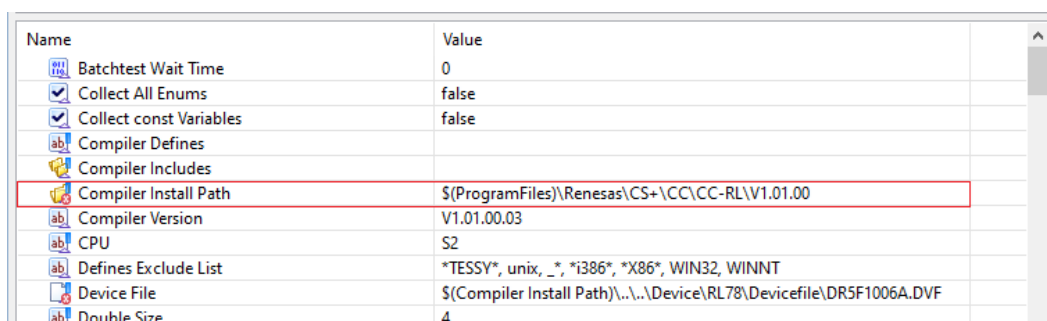 Name Value
Batchtest Wait Time 0
Collect All Enums false
Collect const Variables false
Compiler Defines
Compiler Includes
Compiler Install Path $(ProgramFiles)\Renesas\CS+\CC\CC-RL\V1.01.00
Compiler Version V1.01.00.03
CPU S2
Defines Exclude List *TESSY*, unix, _*, *i386*, *X86*, WIN32, WINNT
Device File $(Compiler Install Path)\..\..\Device\RL78\Devicefile\DR5F1006A.DVF
Double Size 4